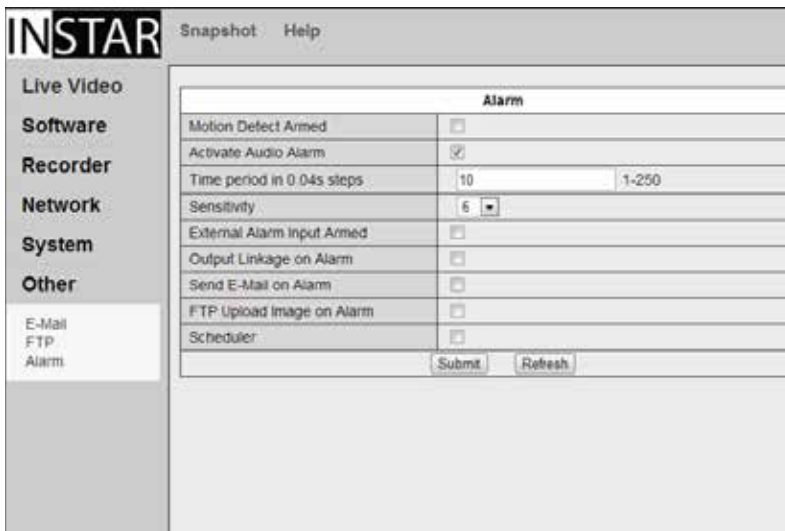 INSTAR
Snapshot Help
Live Video
Software
Recorder
Network
System
Other
E-Mail
FTP
Alarm
Alarm
Motion Detect Armed
Activate Audio Alarm
Time period in 0.04s steps 10 1-250
Sensitivity 6
External Alarm Input Armed
Output Linkage on Alarm
Send E-Mail on Alarm
FTP Upload Image on Alarm
Scheduler
Submit Refresh